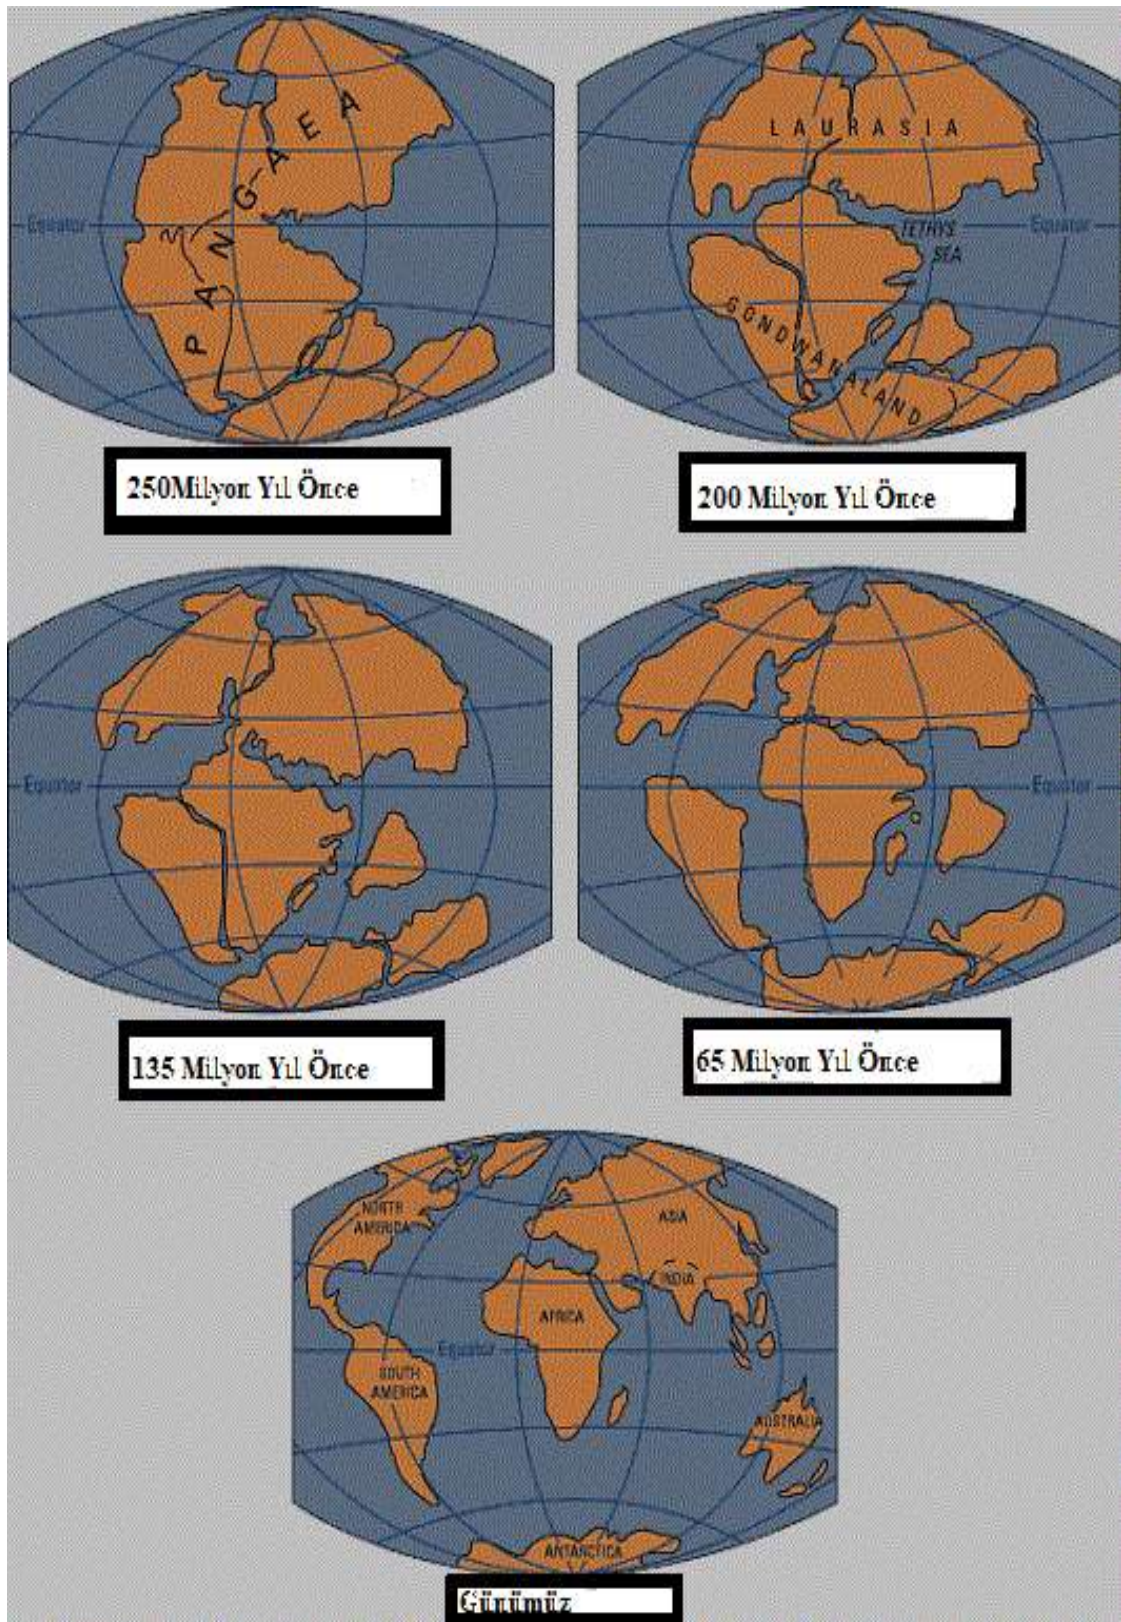 PANGAEA
Equator
250Milyon Yıl Önce
LAURASIA
TETHYS
SEA
Equator
GONDWANALAND
200 Milyon Yıl Önce
Equator
135 Milyon Yıl Önce
Equator
65 Milyon Yıl Önce
NORTH
AMERICA
ASIA
INDIA
AFRICA
Equator
SOUTH
AMERICA
AUSTRALIA
ANTARCTICA
Günümüz